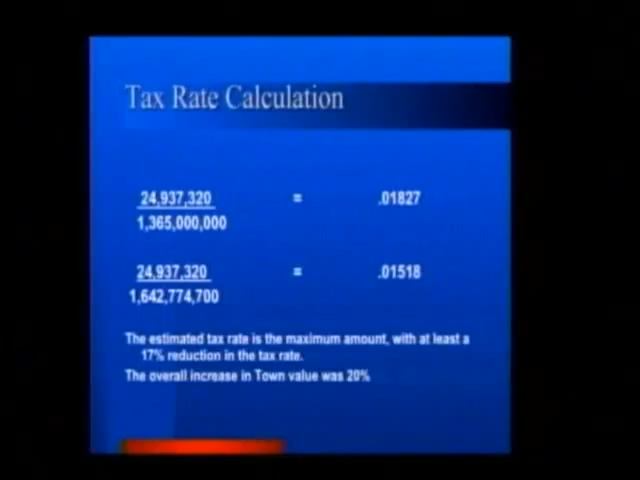 Tax Rate Calculation
24,937,320 = .01827
1,365,000,000
24,937,320 = .01518
1,642,774,700
The estimated tax rate is the maximum amount, with at least a
17% reduction in the tax rate.
The overall increase in Town value was 20%